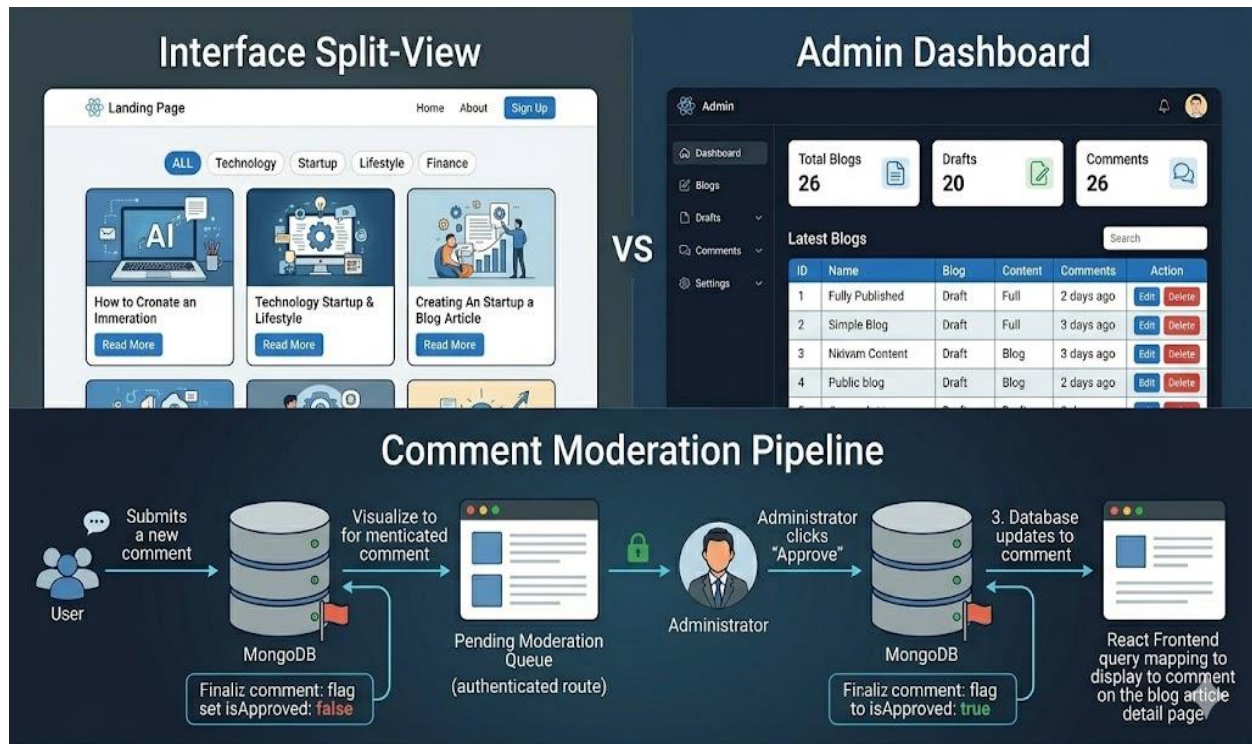 Interface Split-View
Landing Page
Home About Sign Up
ALL Technology Startup Lifestyle Finance
AI
How to Cronate an
Immeration
Read More
Technology Startup &
Lifestyle
Read More
Creating An Startup a
Blog Article
Read More
VS
Admin Dashboard
Admin
Dashboard
Blogs
Drafts
Comments
Settings
Total Blogs
26
Drafts
20
Comments
26
Latest Blogs
Search
ID Name Blog Content Comments Action
1 Fully Published Draft Full 2 days ago Edit Delete
2 Simple Blog Draft Full 3 days ago Edit Delete
3 Nkivam Content Draft Blog 3 days ago Edit Delete
4 Public blog Draft Blog 2 days ago Edit Delete
Comment Moderation Pipeline
User
Submits
a new
comment
MongoDB
Finaliz comment: flag
set isApproved: false
Visualize to
for menticated
comment
Pending Moderation
Queue
(authenticated route)
Administrator
Administrator
clicks
“Approve”
MongoDB
Finaliz comment: flag
to isApproved: true
3. Database
updates to
comment
React Frontend
query mapping to
display to comment
on the blog article
detail page